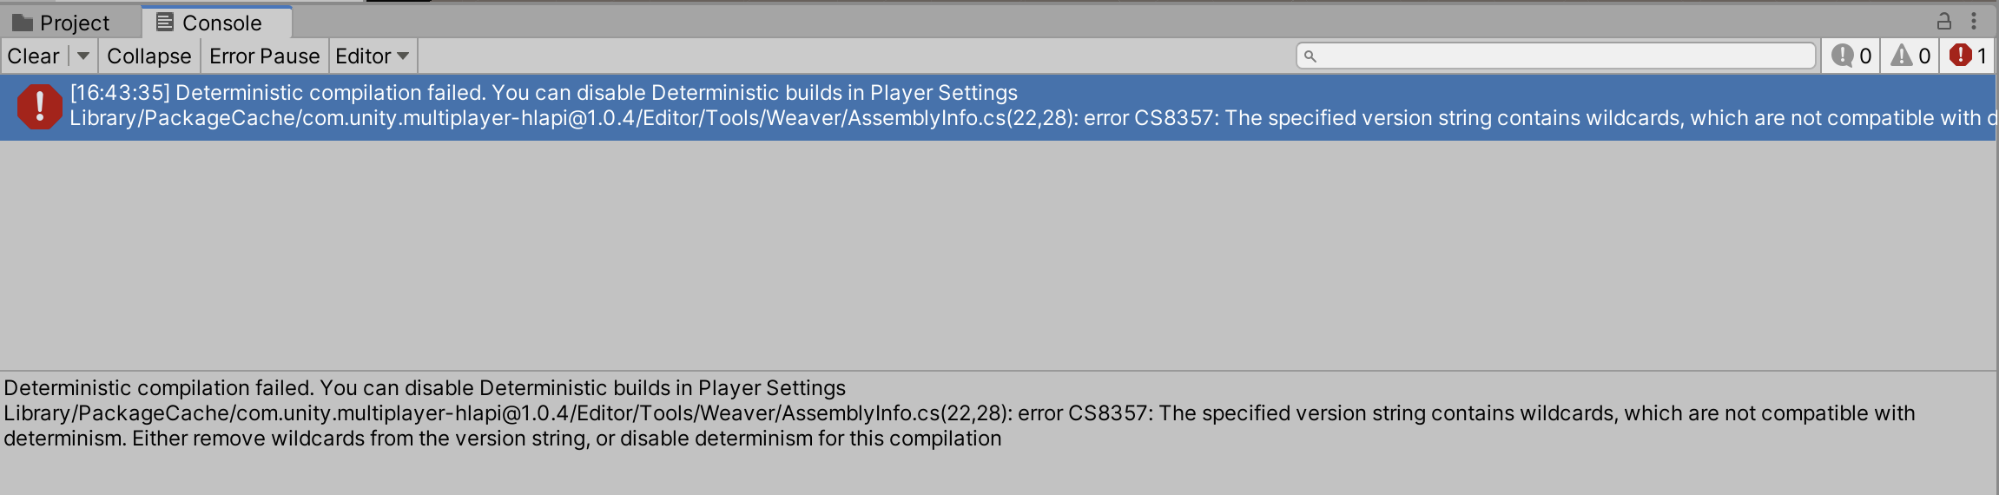 Project
Console
Clear
Collapse
Error Pause
Editor
0
0
1
[16:43:35] Deterministic compilation failed. You can disable Deterministic builds in Player Settings
Library/PackageCache/com.unity.multiplayer-hlapi@1.0.4/Editor/Tools/Weaver/AssemblyInfo.cs(22,28): error CS8357: The specified version string contains wildcards, which are not compatible with d
Deterministic compilation failed. You can disable Deterministic builds in Player Settings
Library/PackageCache/com.unity.multiplayer-hlapi@1.0.4/Editor/Tools/Weaver/AssemblyInfo.cs(22,28): error CS8357: The specified version string contains wildcards, which are not compatible with
determinism. Either remove wildcards from the version string, or disable determinism for this compilation